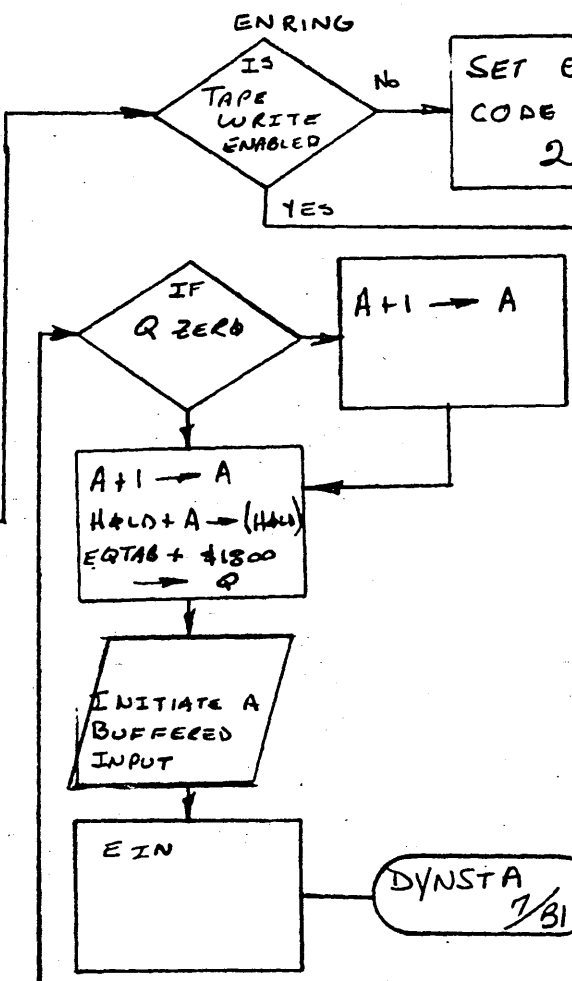 ENRING
IS
TAPE
WRITE
ENABLED
No
YES
SET E
CODE
2
IF
Q ZERO
A+1 → A
A+1 → A
HOLD+A → (HOLD)
EQTAB + $1800
→ Q
INITIATE A
BUFFERED
INPUT
EIN
DYNSTA
7/31